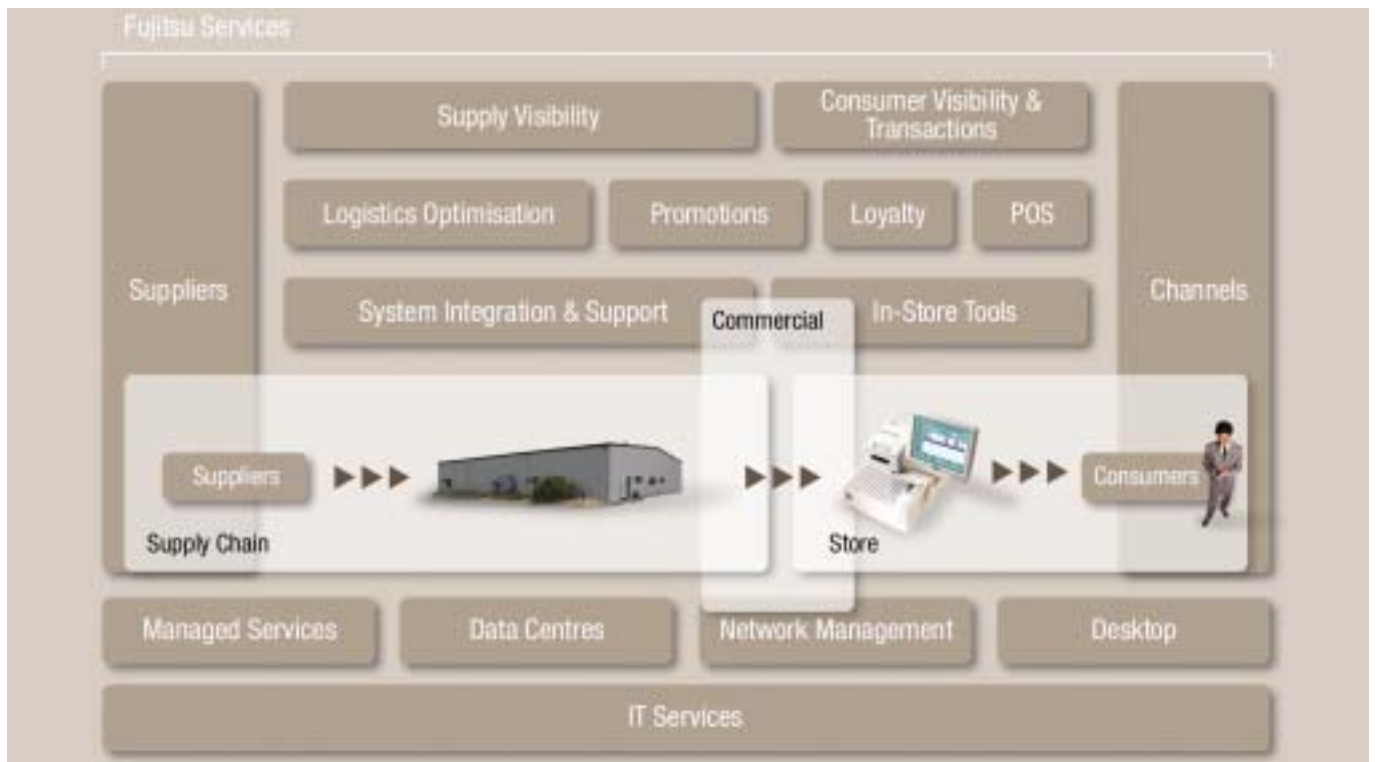 Fujitsu Services
Supply Visibility
Consumer Visibility &
Transactions
Logistics Optimisation
Promotions
Loyalty
POS
Suppliers
Channels
System Integration & Support
Commercial
In-Store Tools
Suppliers
Consumers
Supply Chain
Store
Managed Services
Data Centres
Network Management
Desktop
IT Services